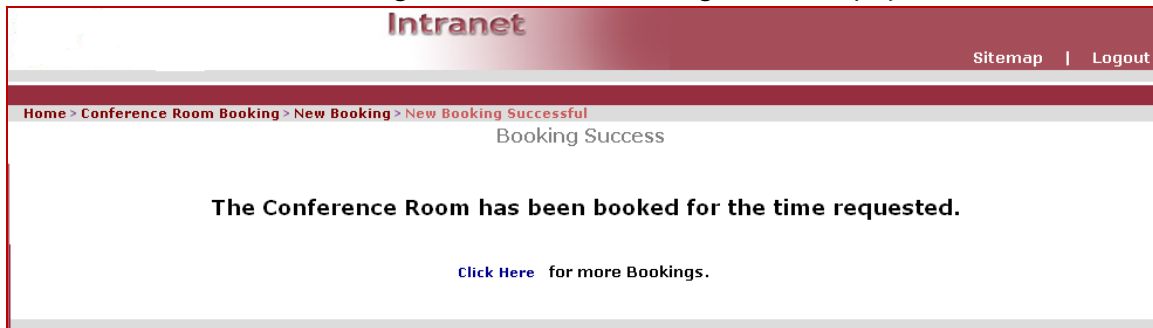 Intranet
Sitemap | Logout
Home > Conference Room Booking > New Booking > New Booking Successful
Booking Success
The Conference Room has been booked for the time requested.
Click Here for more Bookings.